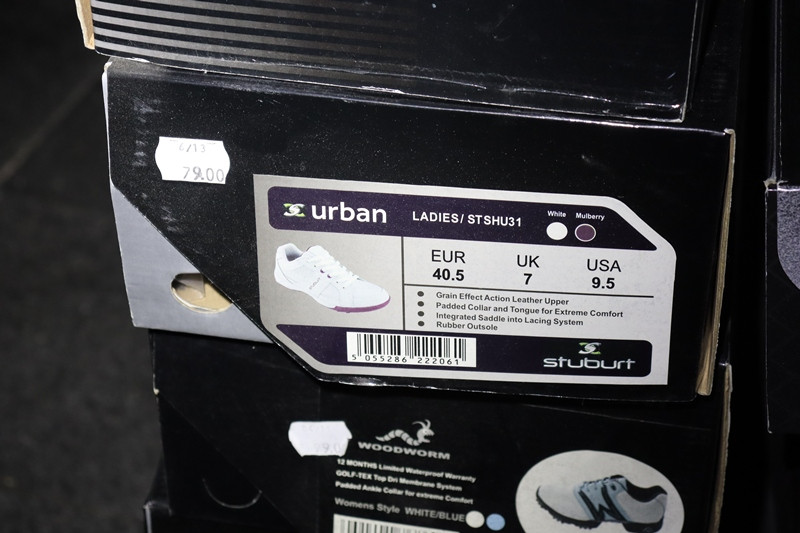 6/13
79.00
urban LADIES/ STSHU31 White Mulberry
EUR UK USA
40.5 7 9.5
Grain Effect Action Leather Upper
Padded Collar and Tongue for Extreme Comfort
Integrated Saddle into Lacing System
Rubber Outsole
5 055286 222061
stuburt
WOODWORM
12 MONTHS Limited Waterproof Warranty
GOLF-TEX Top Dri Membrane System
Padded Ankle Collar for extreme Comfort
Womens Style WHITE/BLUE